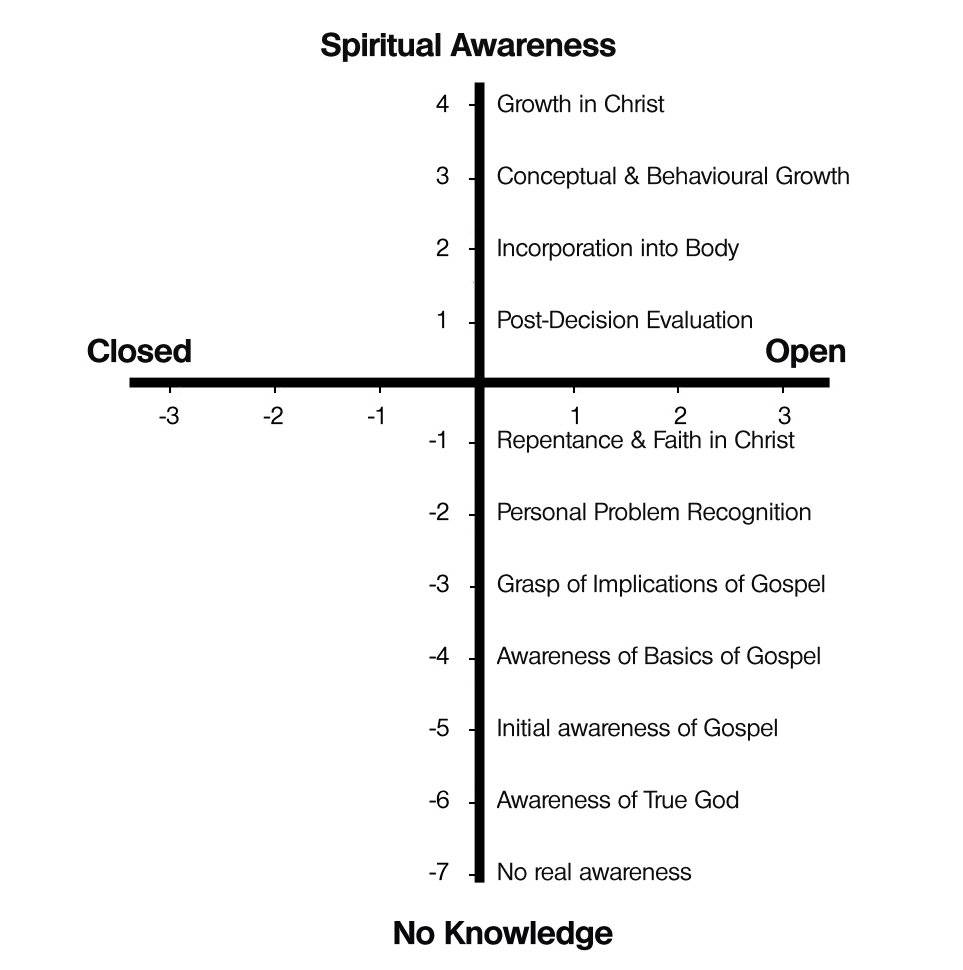 Spiritual Awareness
4 Growth in Christ
3 Conceptual & Behavioural Growth
2 Incorporation into Body
1 Post-Decision Evaluation
Closed Open
-3 -2 -1 1 2 3
-1 Repentance & Faith in Christ
-2 Personal Problem Recognition
-3 Grasp of Implications of Gospel
-4 Awareness of Basics of Gospel
-5 Initial awareness of Gospel
-6 Awareness of True God
-7 No real awareness
No Knowledge